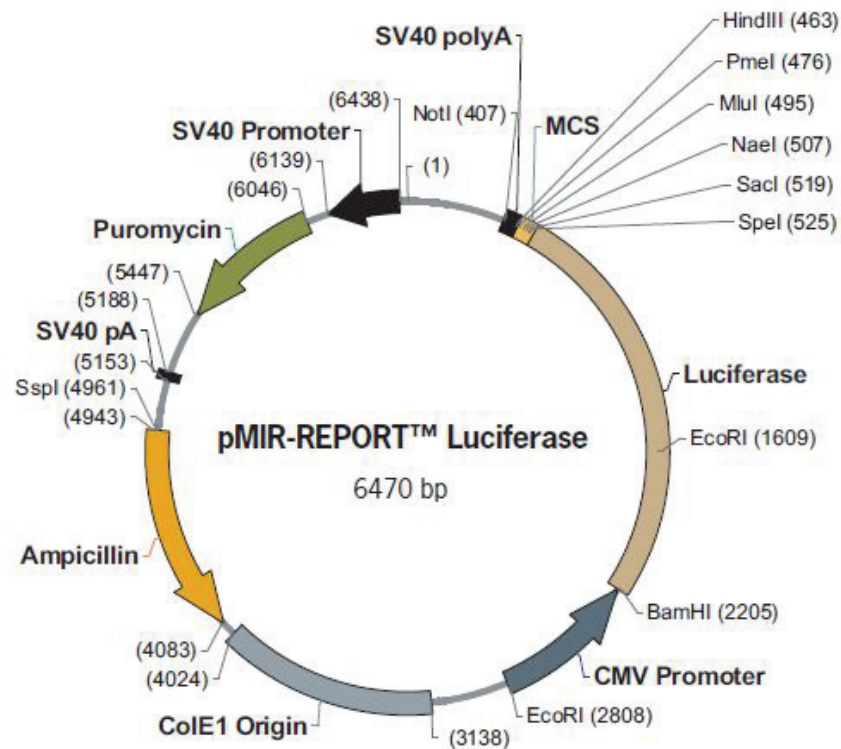 HindIII (463)
SV40 polyA
PmeI (476)
(6438)
NotI (407)
MluI (495)
SV40 Promoter
MCS
NaeI (507)
(6139)
(1)
(6046)
SacI (519)
Puromycin
SpeI (525)
(5447)
(5188)
SV40 pA
(5153)
SspI (4961)
(4943)
Luciferase
pMIR-REPORT™ Luciferase
EcoRI (1609)
6470 bp
Ampicillin
BamHI (2205)
(4083)
(4024)
CMV Promoter
ColE1 Origin
EcoRI (2808)
(3138)